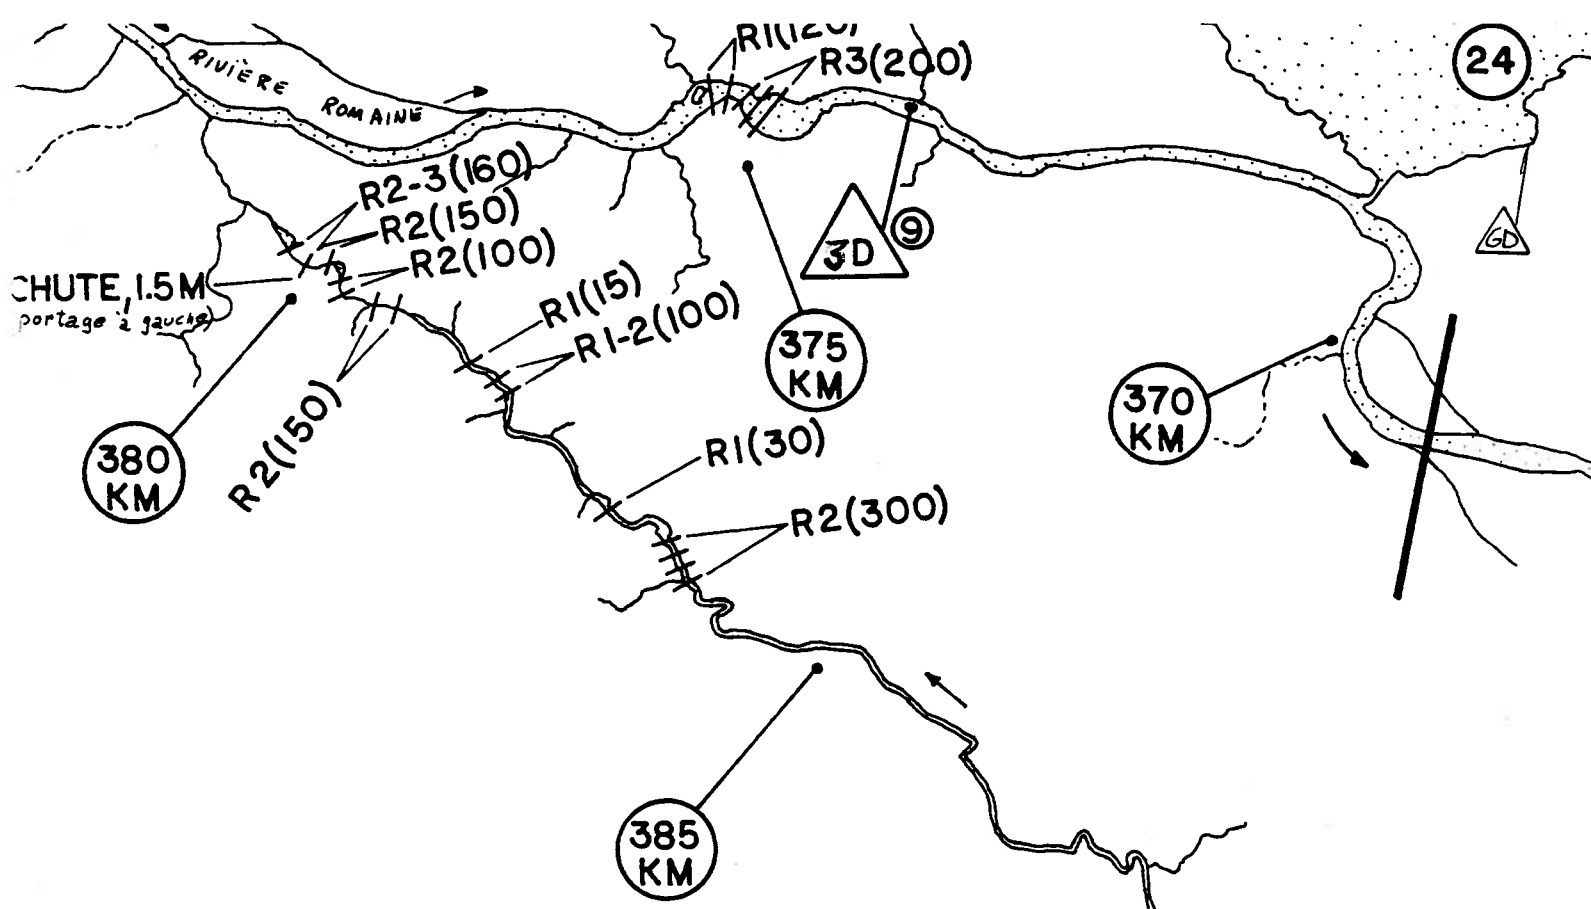 RIVIÈRE
ROMAINE
R1(120)
R3(200)
24
R2-3(160)
R2(150)
R2(100)
CHUTE, 1.5 M
portage à gauche)
3D
9
GD
R1(15)
R1-2(100)
375
KM
370
KM
R2(150)
380
KM
R1(30)
R2(300)
385
KM